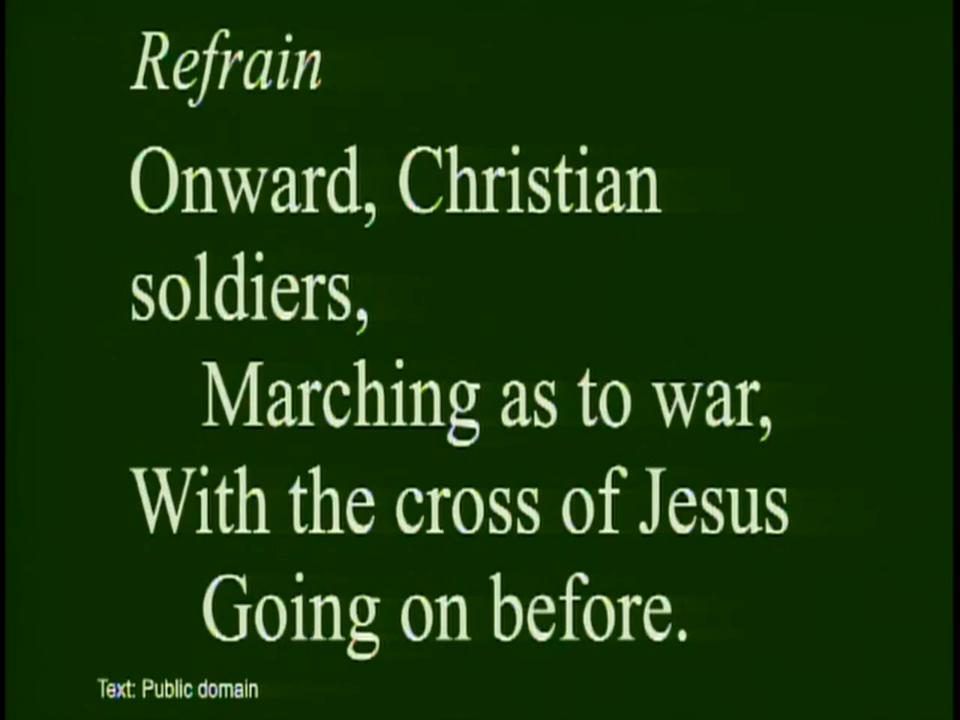 Refrain
Onward, Christian
soldiers,
Marching as to war,
With the cross of Jesus
Going on before.
Text: Public domain